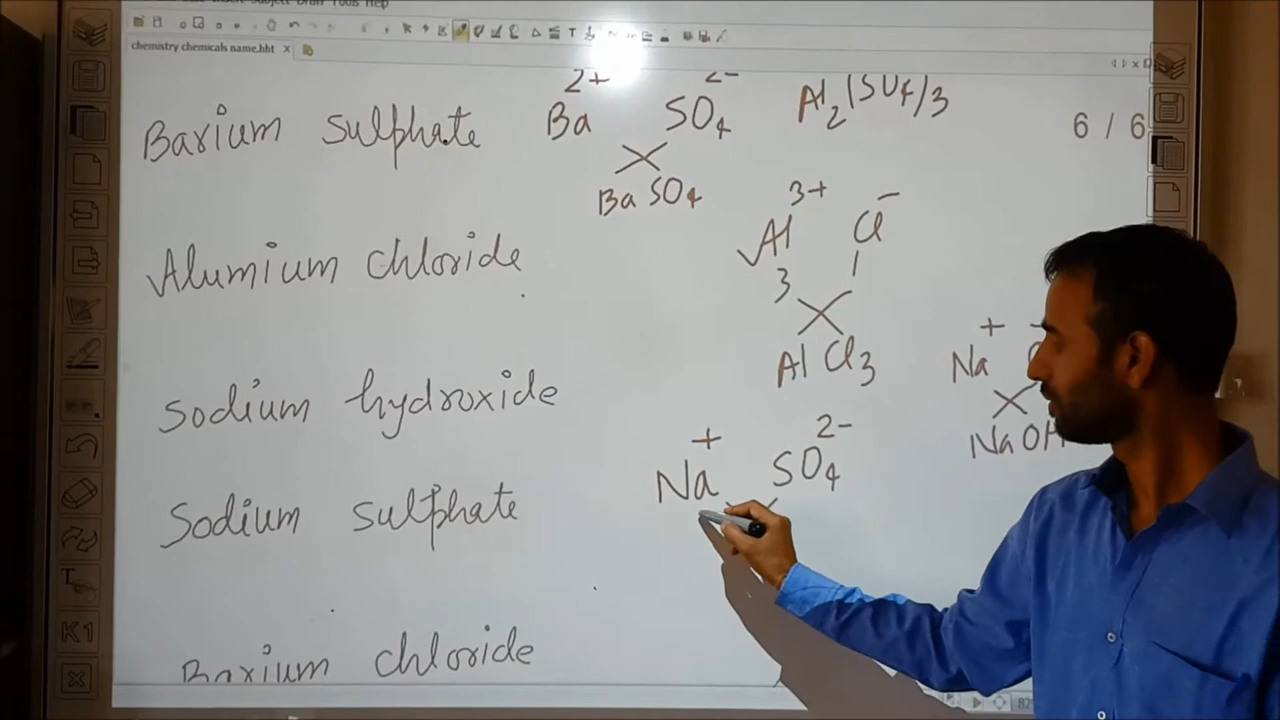 chemistry chemicals name.hht
Barium sulphate
2+ 2-
Ba SO4
BaSO4
Al2(SO4)3
6 / 6
Alumium chloride
3+ -
Al Cl
3 1
AlCl3
Sodium hydroxide
+ -
Na
NaOH
Sodium sulphate
+ 2-
Na SO4
Barium chloride
K1